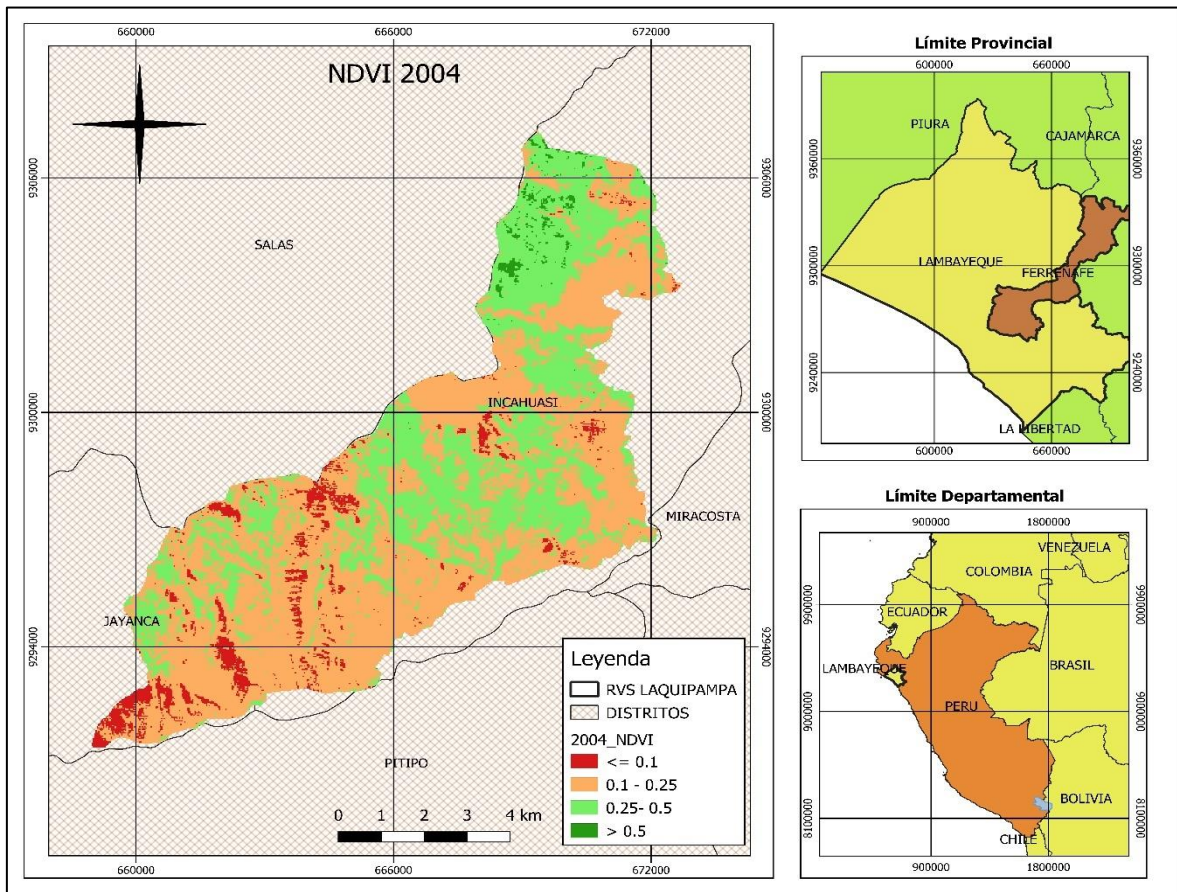 660000
666000
672000
NDVI 2004
9306000
9306000
SALAS
INCAHUASI
9300000
9300000
MIRACOSTA
JAYANCA
9294000
9294000
PITIPO
Leyenda
RVS LAQUIPAMPA
DISTRITOS
2004_NDVI
<= 0.1
0.1 - 0.25
0.25- 0.5
> 0.5
0 1 2 3 4 km
660000
666000
672000
Límite Provincial
600000
660000
PIURA
CAJAMARCA
9360000
9360000
LAMBAYEQUE
FERREÑAFE
9300000
9300000
9240000
9240000
LA LIBERTAD
600000
660000
Límite Departamental
900000
1800000
VENEZUELA
COLOMBIA
ECUADOR
9900000
9900000
LAMBAYEQUE
BRASIL
PERU
9000000
9000000
BOLIVIA
8100000
8100000
CHILE
900000
1800000